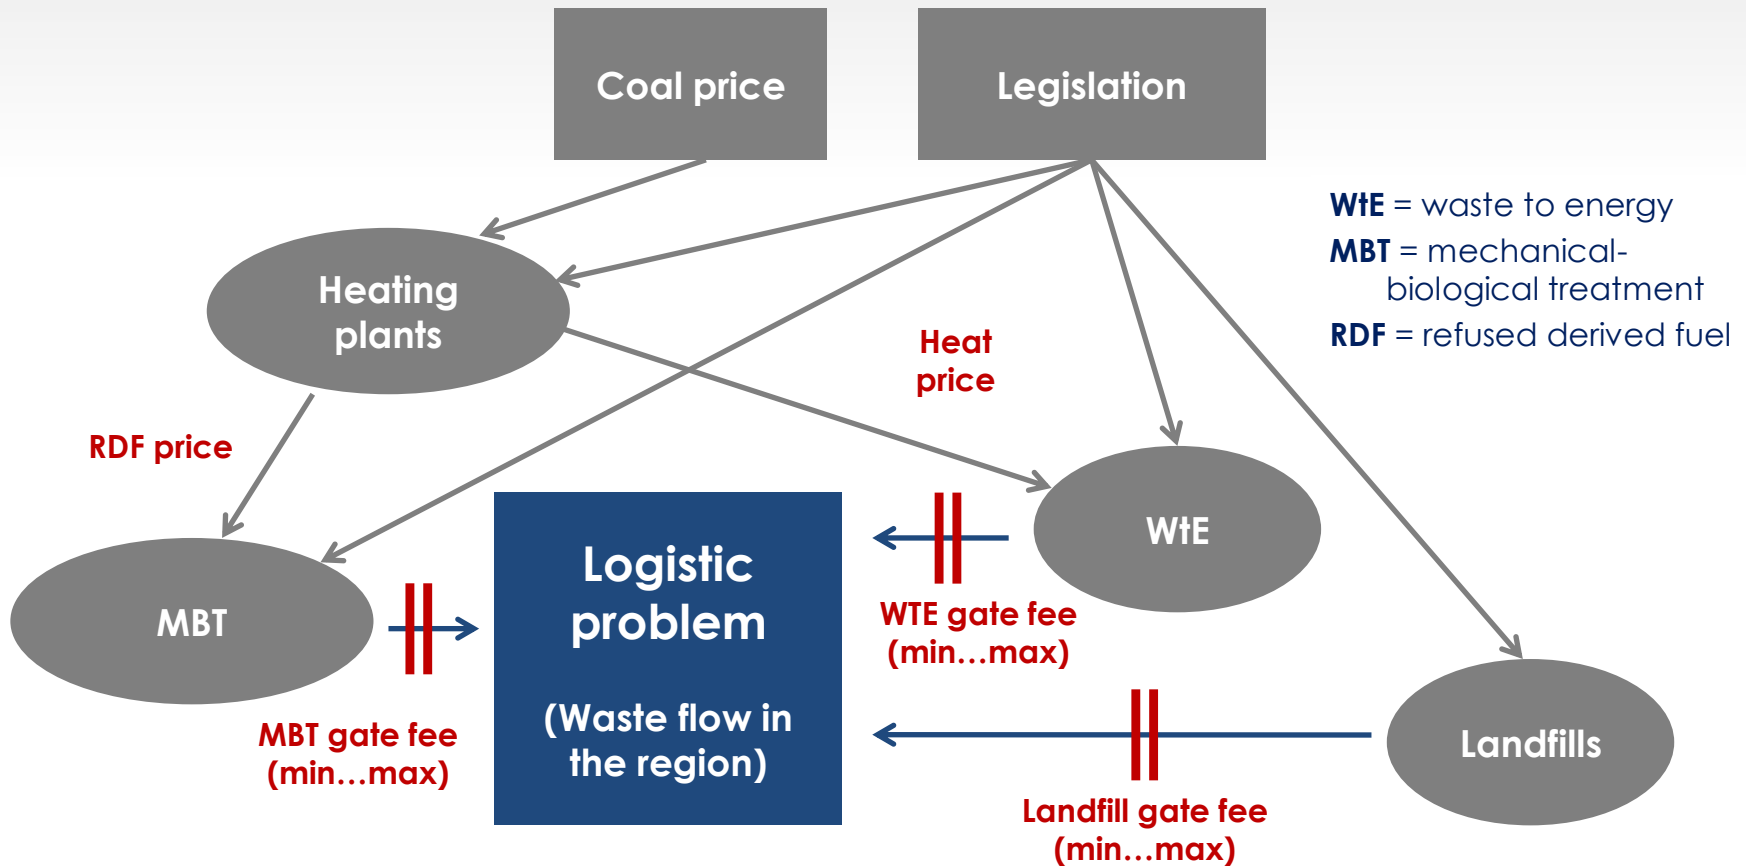 Coal price
Legislation
WtE = waste to energy
MBT = mechanical-
biological treatment
RDF = refused derived fuel
Heating
plants
Heat
price
RDF price
WtE
Logistic
problem
(Waste flow in
the region)
MBT
WTE gate fee
(min...max)
MBT gate fee
(min...max)
Landfills
Landfill gate fee
(min...max)